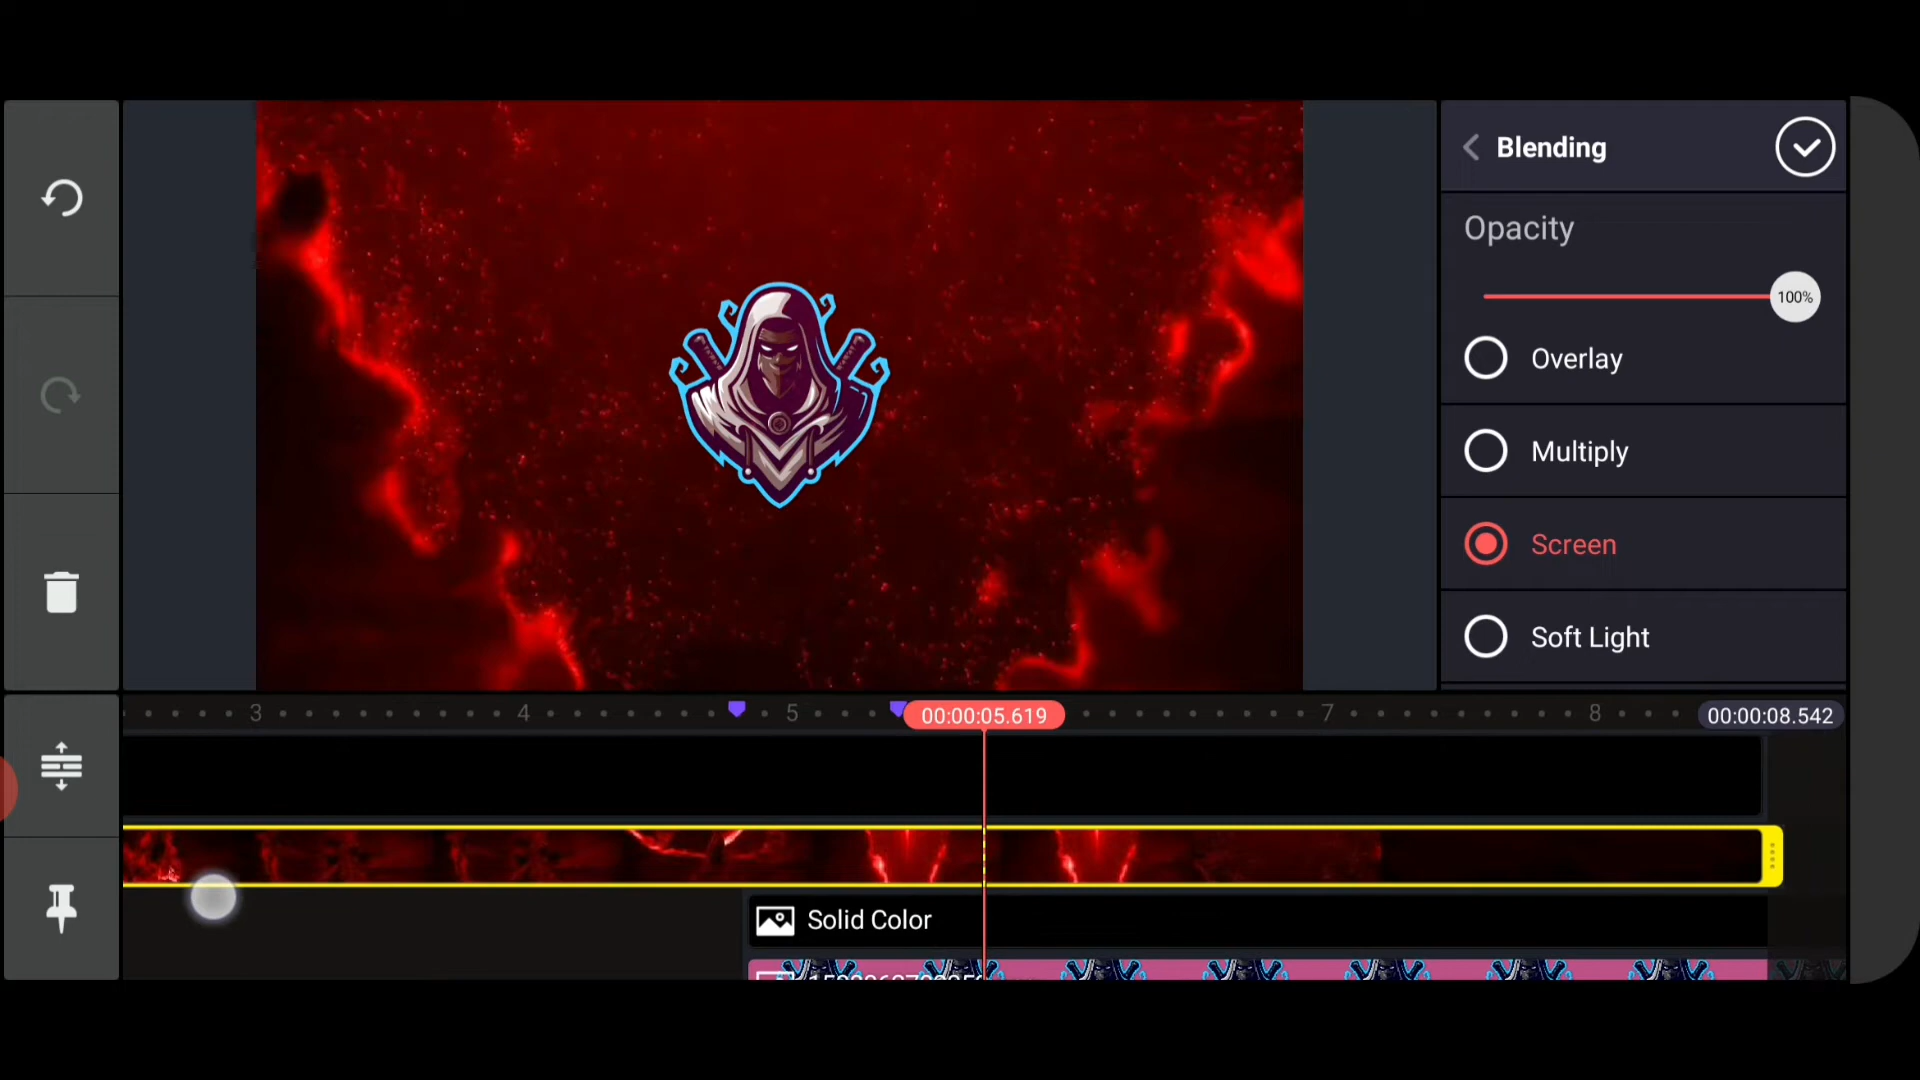 Blending
Opacity
100%
Overlay
Multiply
Screen
Soft Light
3 4 5 00:00:05.619 7 8 00:00:08.542
Solid Color